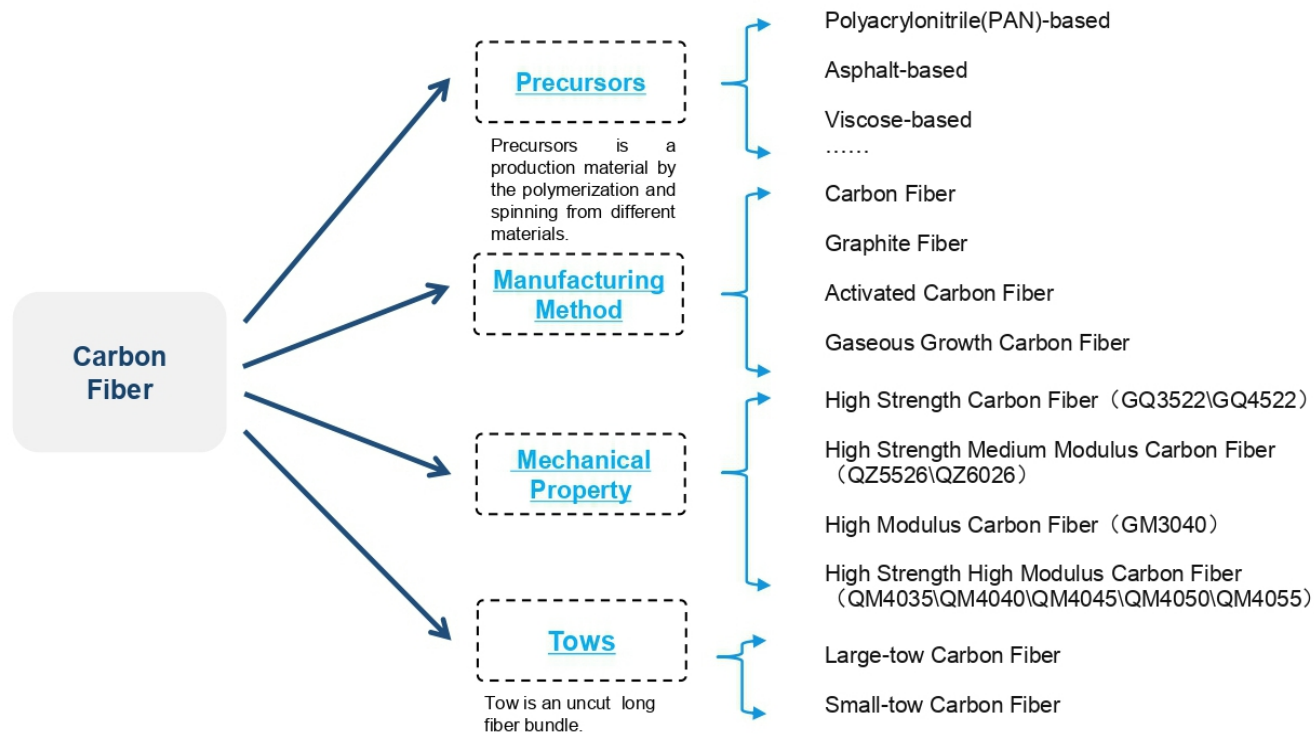 Carbon
Fiber
Precursors
Precursors is a
production material by
the polymerization and
spinning from different
materials.
Polyacrylonitrile(PAN)-based
Asphalt-based
Viscose-based
……
Manufacturing
Method
Carbon Fiber
Graphite Fiber
Activated Carbon Fiber
Gaseous Growth Carbon Fiber
Mechanical
Property
High Strength Carbon Fiber（GQ3522\GQ4522）
High Strength Medium Modulus Carbon Fiber
（QZ5526\QZ6026）
High Modulus Carbon Fiber（GM3040）
High Strength High Modulus Carbon Fiber
（QM4035\QM4040\QM4045\QM4050\QM4055）
Tows
Tow is an uncut long
fiber bundle.
Large-tow Carbon Fiber
Small-tow Carbon Fiber